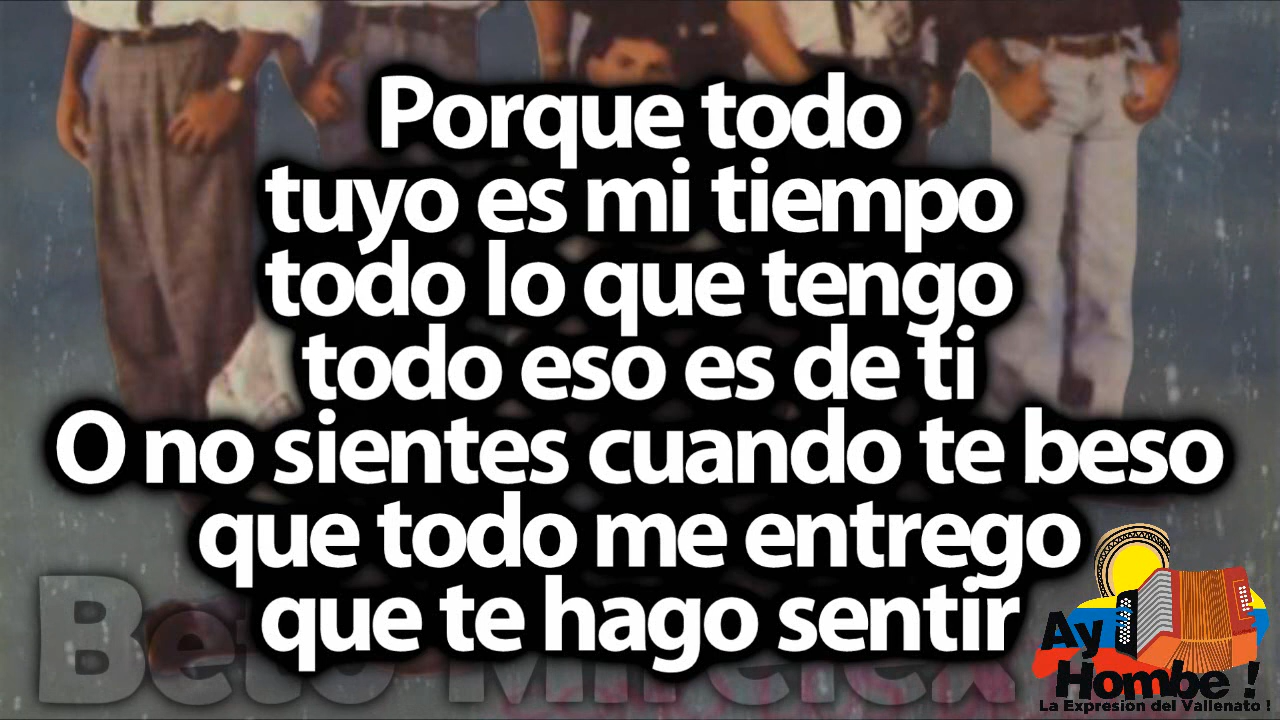 Porque todo
tuyo es mi tiempo
todo lo que tengo
todo eso es de ti
O no sientes cuando te beso
que todo me entrego
que te hago sentir
Ay
Hombe !
La Expresion del Vallenato !